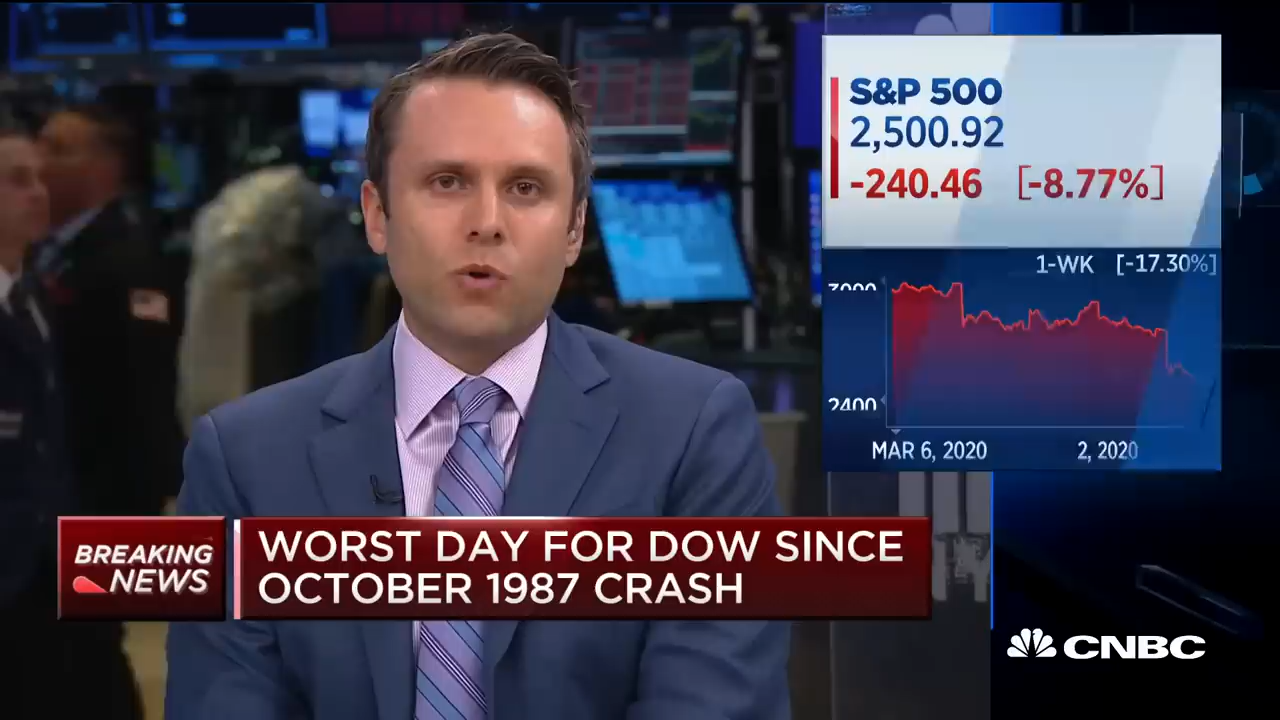 S&P 500
2,500.92
-240.46 [-8.77%]
1-WK [-17.30%]
3000
2400
MAR 6, 2020 2, 2020
BREAKING NEWS
WORST DAY FOR DOW SINCE
OCTOBER 1987 CRASH
CNBC